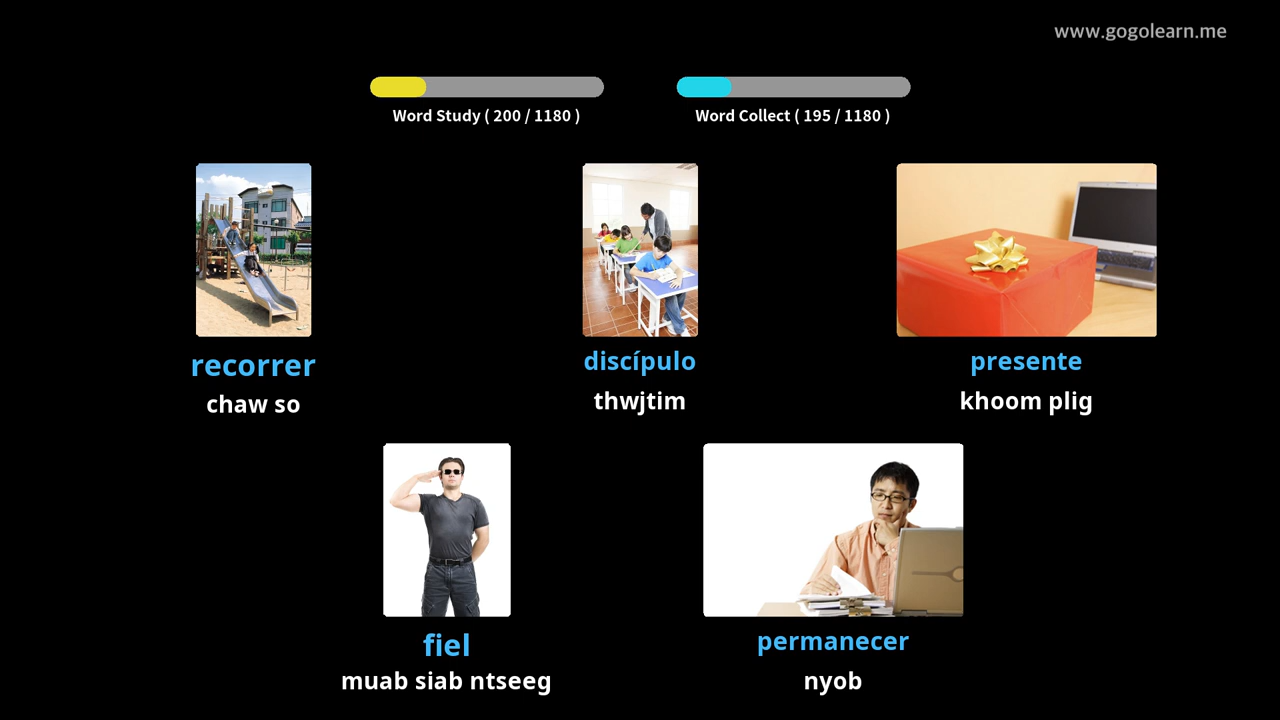 www.gogolearn.me
Word Study ( 200 / 1180 )
Word Collect ( 195 / 1180 )
recorrer
chaw so
discípulo
thwjtim
presente
khoom plig
fiel
muab siab ntseeg
permanecer
nyob